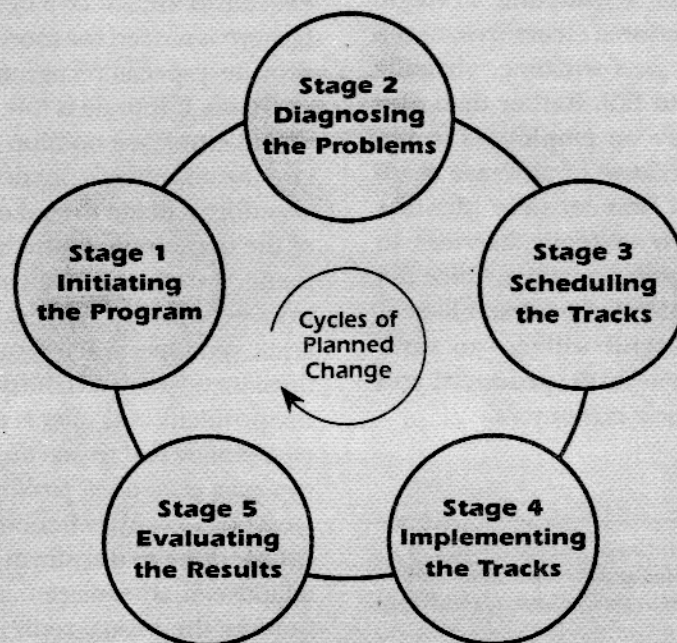 Stage 1
Initiating
the Program
Stage 2
Diagnosing
the Problems
Stage 3
Scheduling
the Tracks
Stage 4
Implementing
the Tracks
Stage 5
Evaluating
the Results
Cycles of
Planned
Change